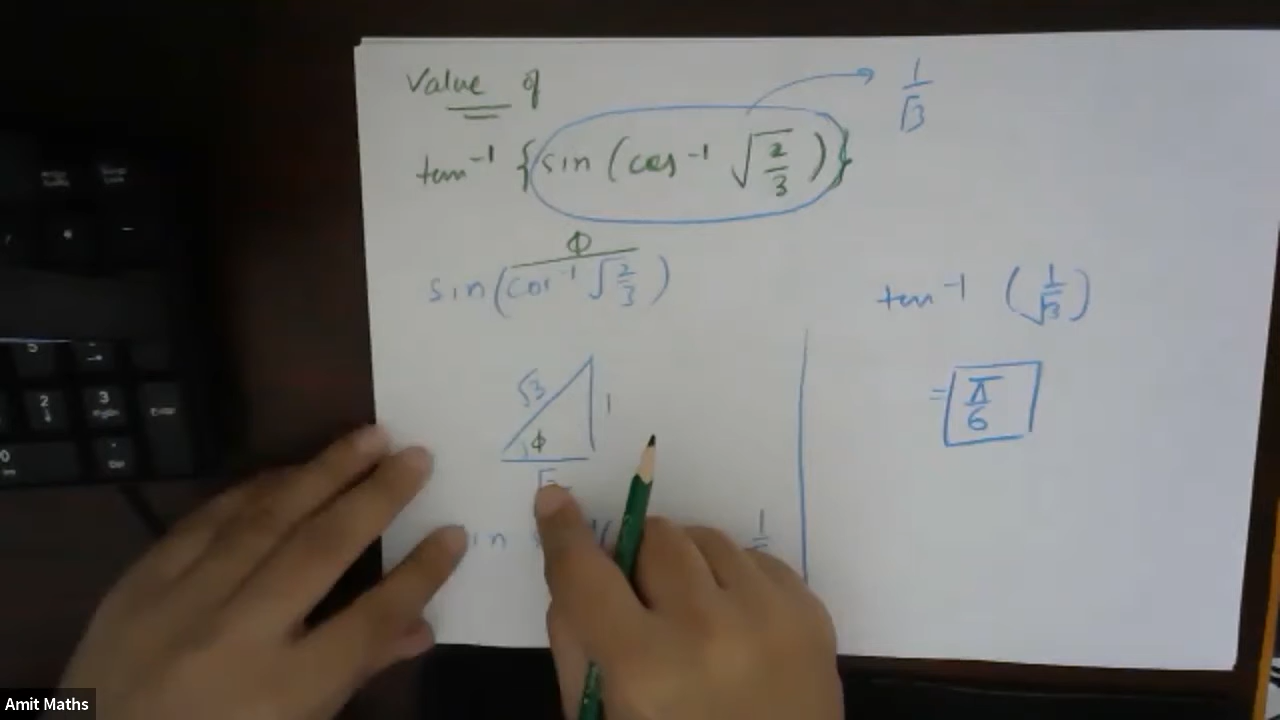 Value of
1/√3
tan⁻¹ {sin (cos⁻¹ √(2/3))}
ϕ
sin(cos⁻¹ √(2/3))
tan⁻¹ (1/√3)
√3
1
ϕ
= π/6
Amit Maths